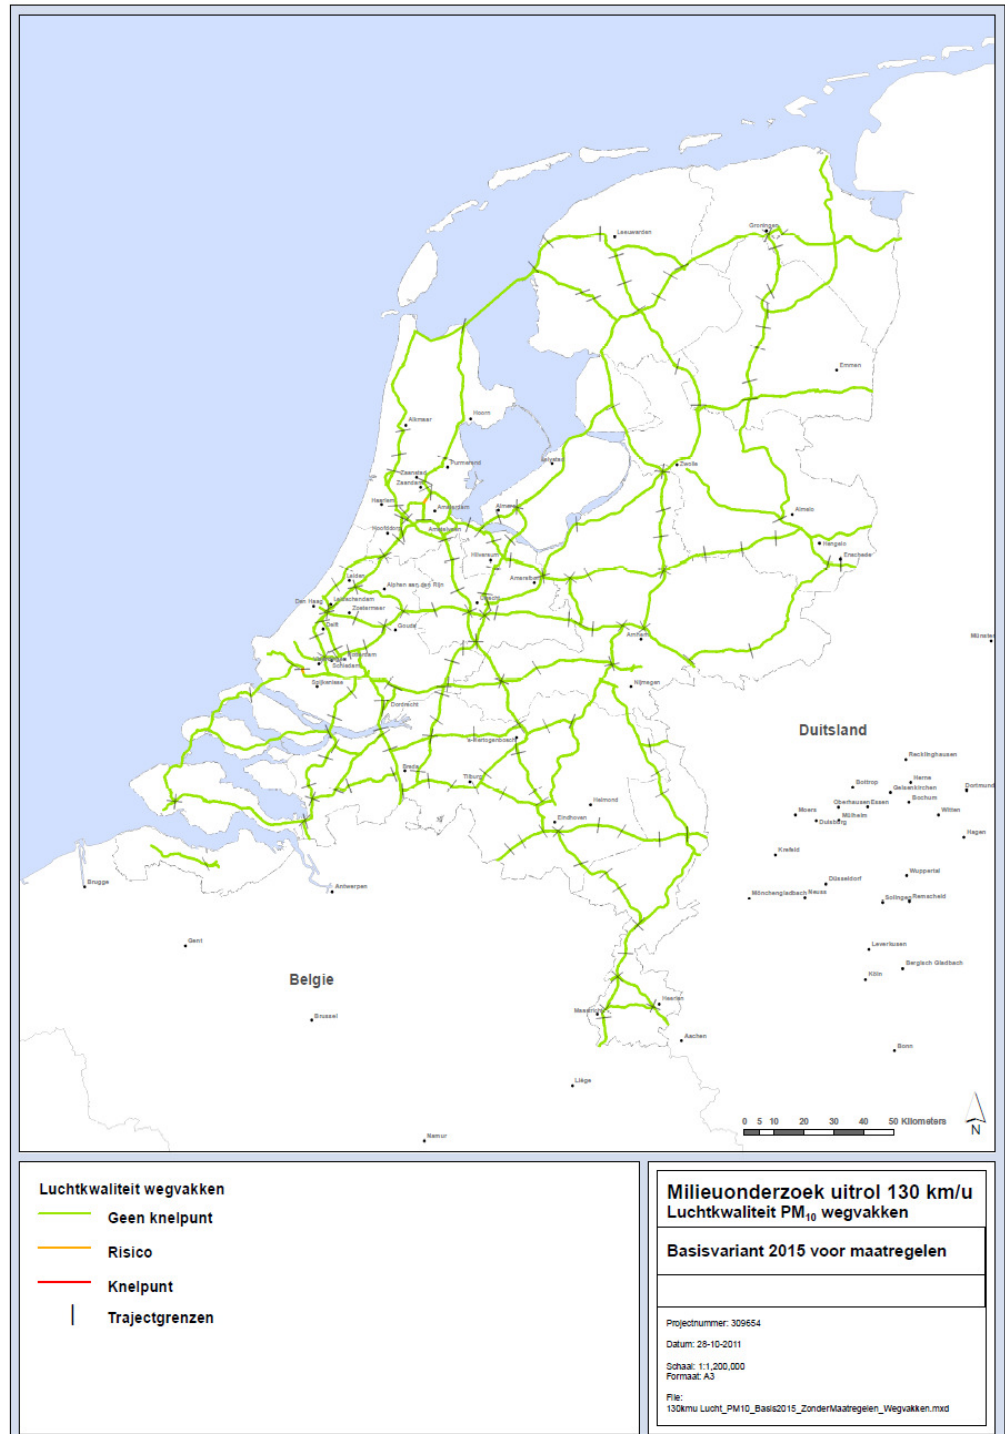 Leeuwarden
Groningen
Emmen
Alkmaar
Hoorn
Purmerend
Zaanstad
Zaandam
Lelystad
Zwolle
Haarlem
Amsterdam
Almere
Almelo
Hoofddorp
Amstelveen
Hengelo
Enschede
Hilversum
Amersfoort
Leiden
Alphen aan den Rijn
Utrecht
Den Haag
Leidschendam
Zoetermeer
Delft
Gouda
Arnhem
Münster
Rotterdam
Schiedam
Spijkenisse
Nijmegen
Dordrecht
Duitsland
's-Hertogenbosch
Recklinghausen
Breda
Tilburg
Bottrop
Herne
Gelsenkirchen
Dortmund
Helmond
Oberhausen
Essen
Bochum
Moers
Mülheim
Witten
Duisburg
Eindhoven
Hagen
Krefeld
Wuppertal
Brugge
Antwerpen
Düsseldorf
Mönchengladbach
Neuss
Solingen
Remscheid
Gent
Leverkusen
Belgie
Bergisch Gladbach
Köln
Heerlen
Maastricht
Brussel
Aachen
Bonn
Liège
Namur
0 5 10 20 30 40 50 Kilometers
N
Luchtkwaliteit wegvakken
Geen knelpunt
Risico
Knelpunt
Trajectgrenzen
Milieuonderzoek uitrol 130 km/u
Luchtkwaliteit PM10 wegvakken
Basisvariant 2015 voor maatregelen
Projectnummer: 309654
Datum: 28-10-2011
Schaal: 1:1,200,000
Formaat: A3
File:
130kmu Lucht_PM10_Basis2015_ZonderMaatregelen_Wegvakken.mxd